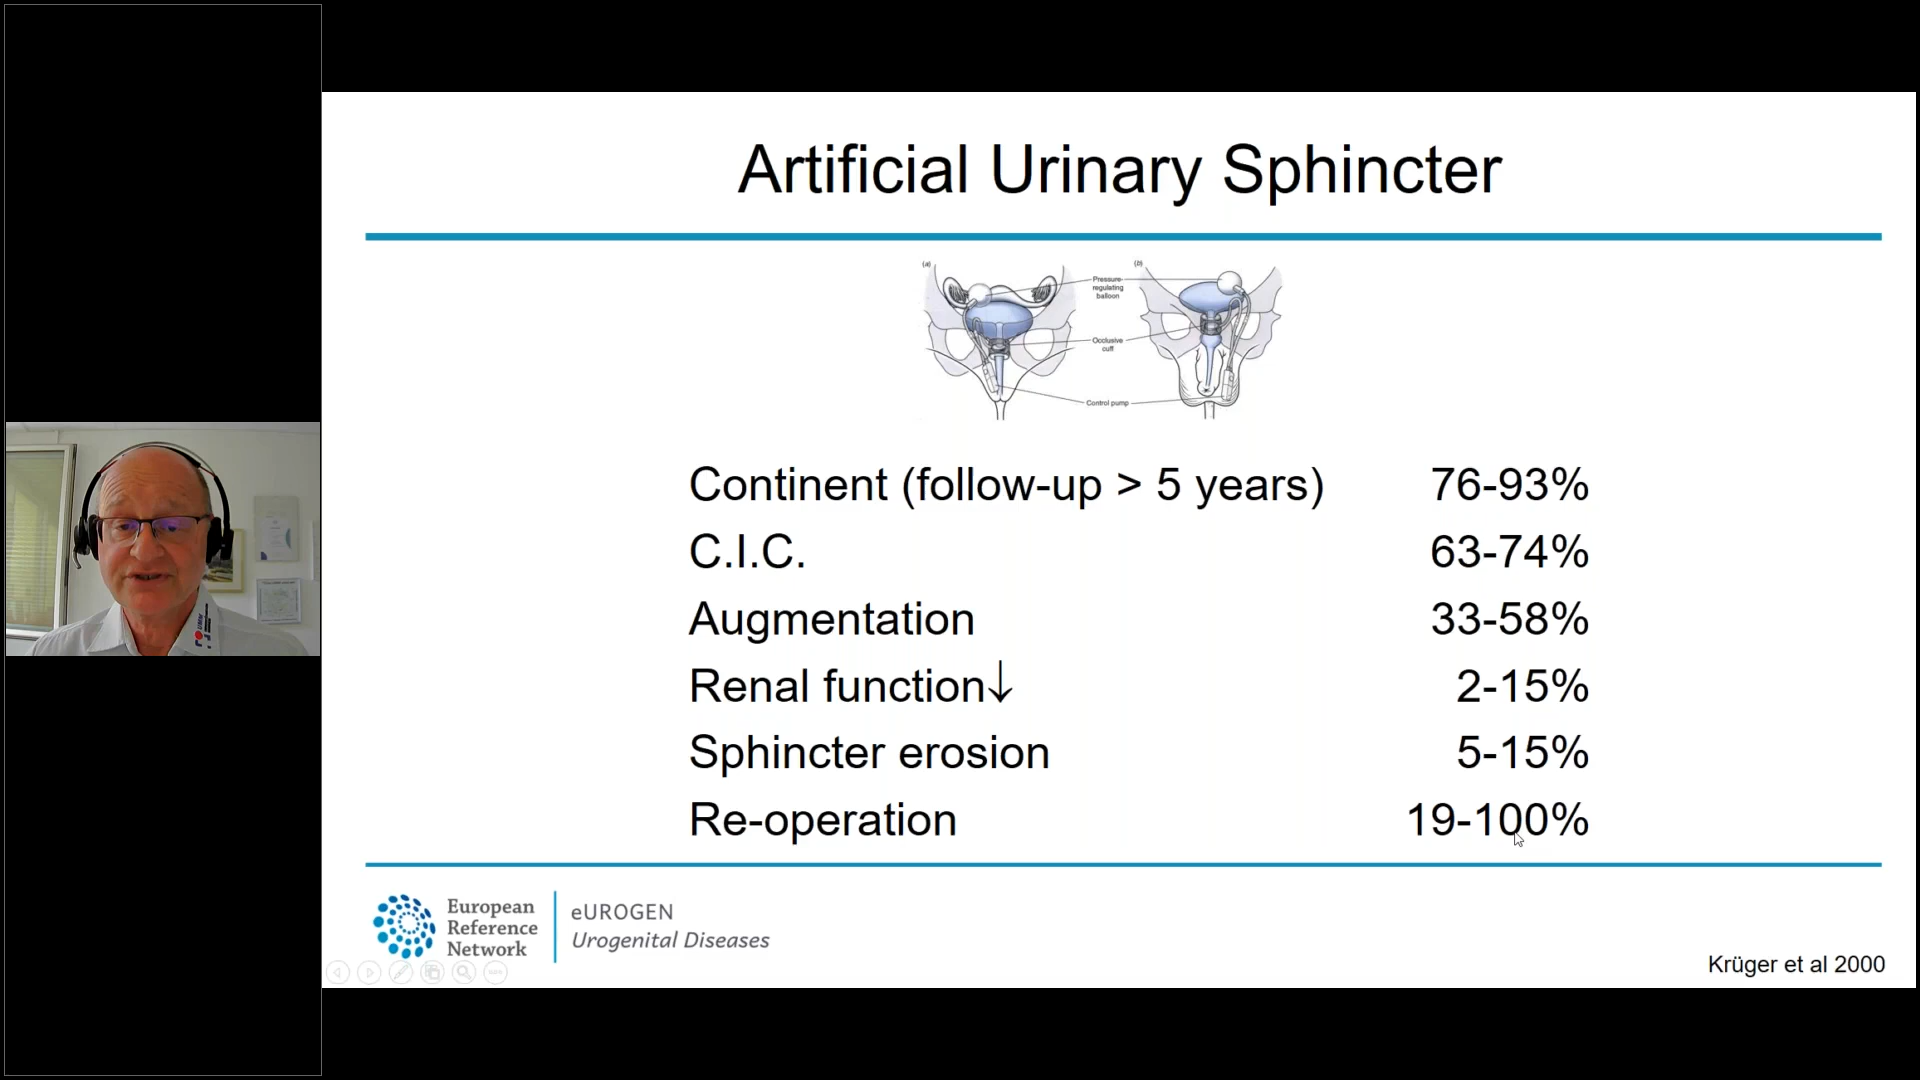 Artificial Urinary Sphincter
(a)
(b)
Pressure-
regulating
balloon
Occlusive
cuff
Control pump
Continent (follow-up > 5 years) 76-93%
C.I.C. 63-74%
Augmentation 33-58%
Renal function↓ 2-15%
Sphincter erosion 5-15%
Re-operation 19-100%
European
Reference
Network
eUROGEN
Urogenital Diseases
Krüger et al 2000